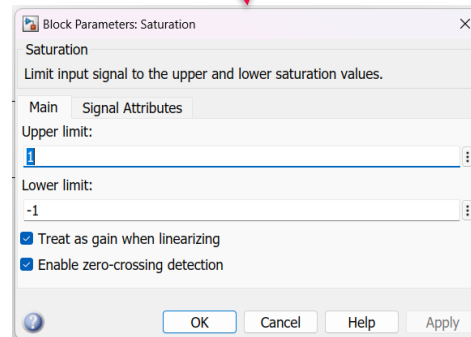 Block Parameters: Saturation
Saturation
Limit input signal to the upper and lower saturation values.
Main Signal Attributes
Upper limit:
1
Lower limit:
-1
Treat as gain when linearizing
Enable zero-crossing detection
OK Cancel Help Apply